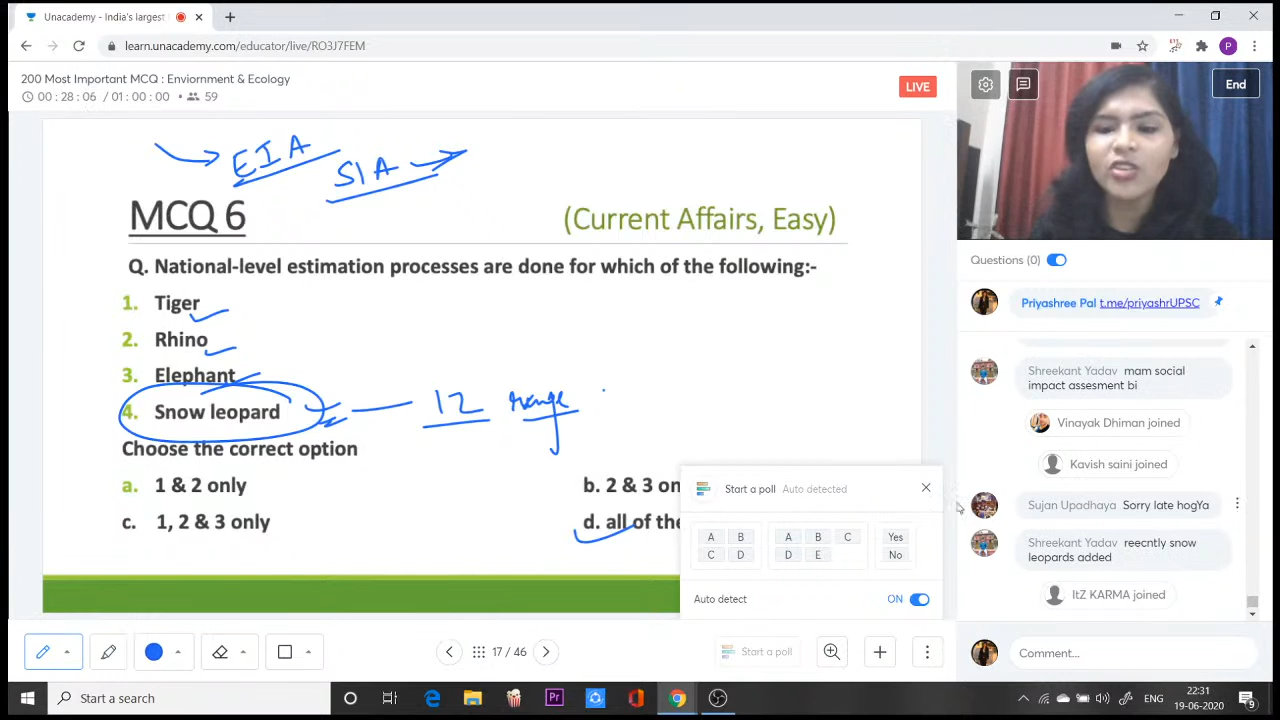 Unacademy - India's largest
learn.unacademy.com/educator/live/RO3J7FEM
P
200 Most Important MCQ : Enviornment & Ecology
00 : 28 : 06 / 01 : 00 : 00 • 59
LIVE
End
EIA
SIA
MCQ 6
(Current Affairs, Easy)
Q. National-level estimation processes are done for which of the following:-
1. Tiger
2. Rhino
3. Elephant
4. Snow leopard
12 range
Choose the correct option
a. 1 & 2 only
b. 2 & 3 on
c. 1, 2 & 3 only
d. all of the
Start a poll Auto detected
A B
C D
A B C
D E
Yes
No
Auto detect
ON
Questions (0)
Priyashree Pal t.me/priyashrUPSC
Shreekant Yadav mam social
impact assesment bi
Vinayak Dhiman joined
Kavish saini joined
Sujan Upadhaya Sorry late hogYa
Shreekant Yadav reecntly snow
leopards added
ItZ KARMA joined
17 / 46
Start a poll
Comment...
Start a search
Pr
ENG
22:31
19-06-2020
9